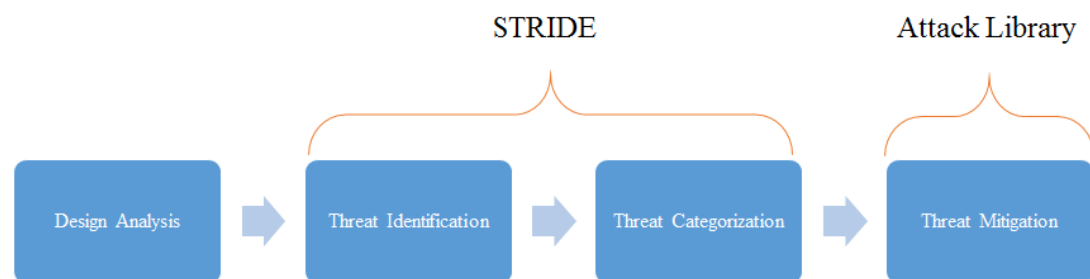 STRIDE
Attack Library
Design Analysis
Threat Identification
Threat Categorization
Threat Mitigation